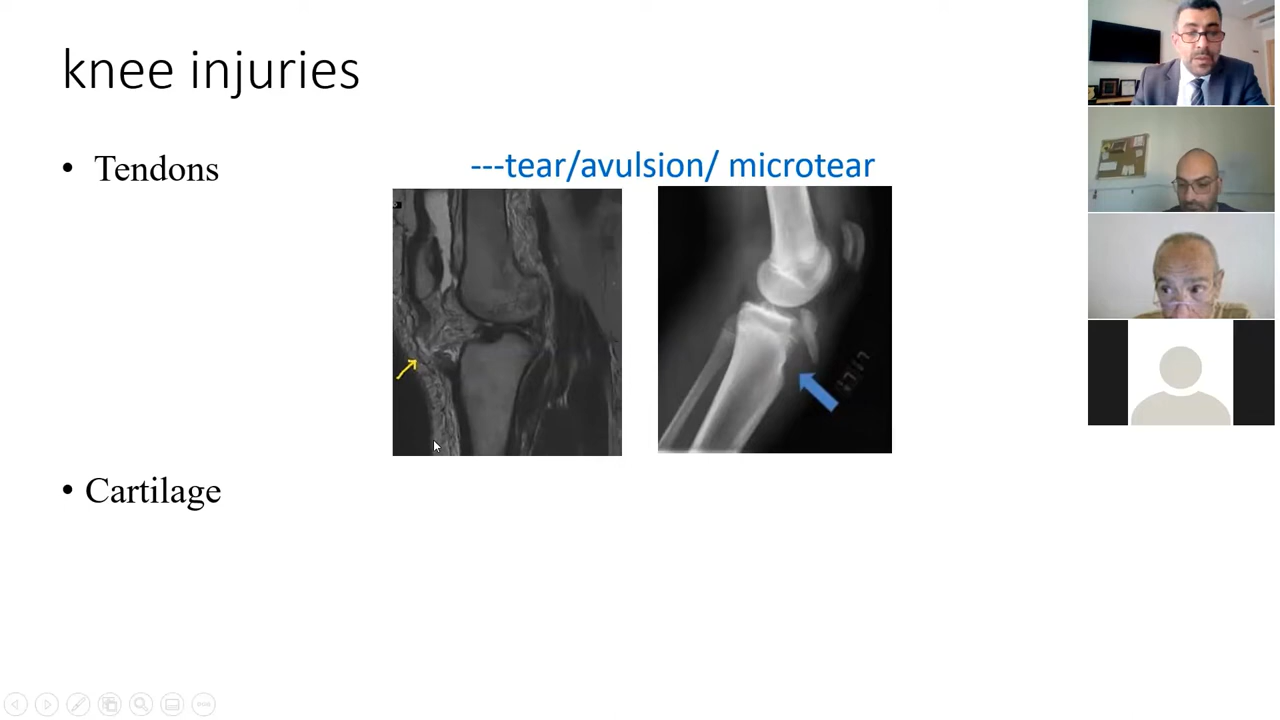 knee injuries
• Tendons
---tear/avulsion/ microtear
• Cartilage